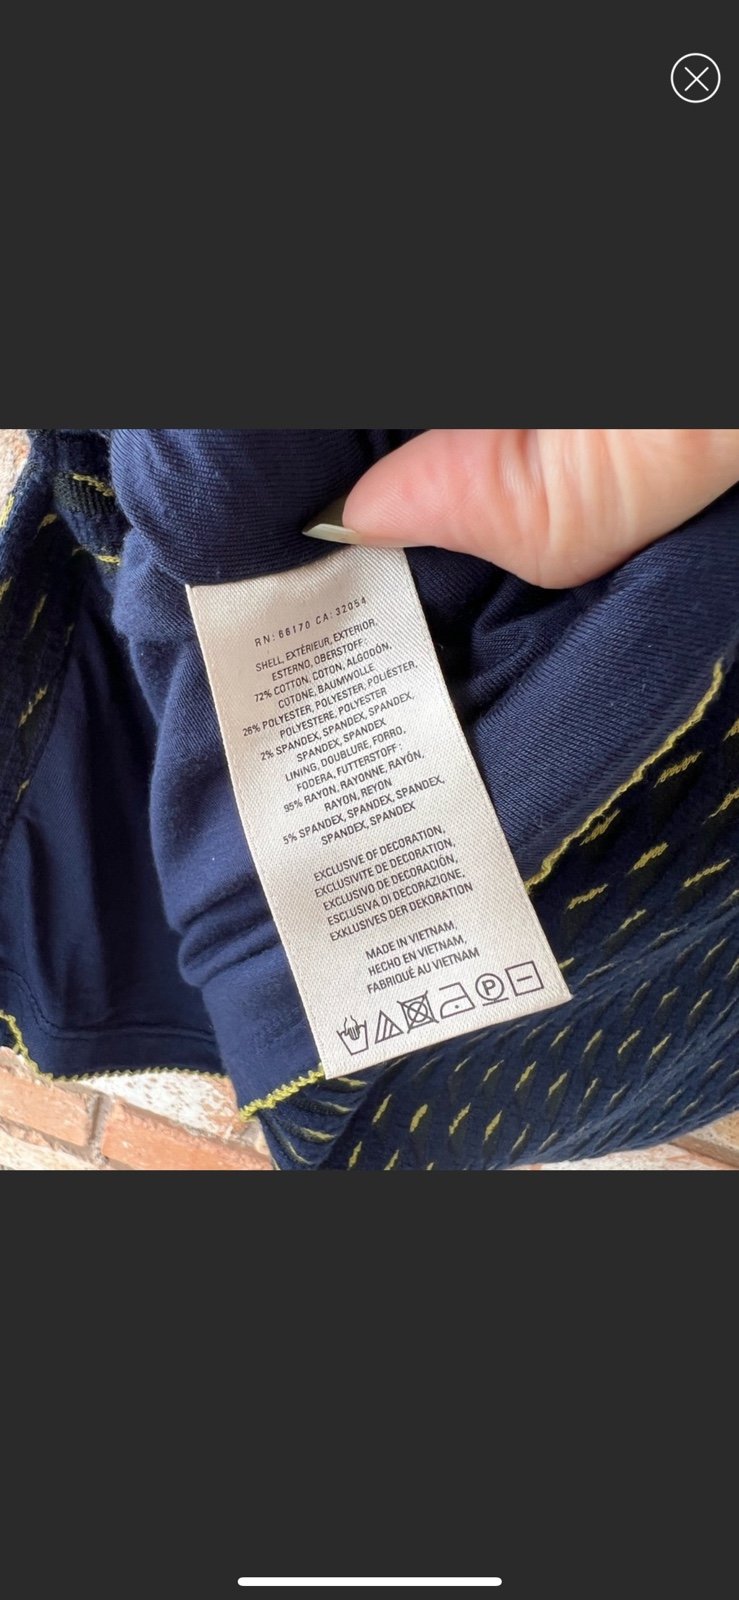 RN: 66170 CA: 32054
SHELL, EXTÉRIEUR, EXTERIOR,
ESTERNO, OBERSTOFF:
72% COTTON, COTON, ALGODÓN,
COTONE, BAUMWOLLE
26% POLYESTER, POLYESTER, POLIÉSTER,
POLYESTERE, POLYESTER
2% SPANDEX, SPANDEX, SPANDEX,
SPANDEX, SPANDEX
LINING, DOUBLURE, FORRO,
FODERA, FUTTERSTOFF:
95% RAYON, RAYONNE, RAYÓN,
RAYON, REYON
5% SPANDEX, SPANDEX, SPANDEX,
SPANDEX, SPANDEX
EXCLUSIVE OF DECORATION,
EXCLUSIVITE DE DECORATION,
EXCLUSIVO DE DECORACIÓN,
ESCLUSIVA DI DECORAZIONE,
EXKLUSIVES DER DEKORATION
MADE IN VIETNAM,
HECHO EN VIETNAM,
FABRIQUÉ AU VIETNAM
P